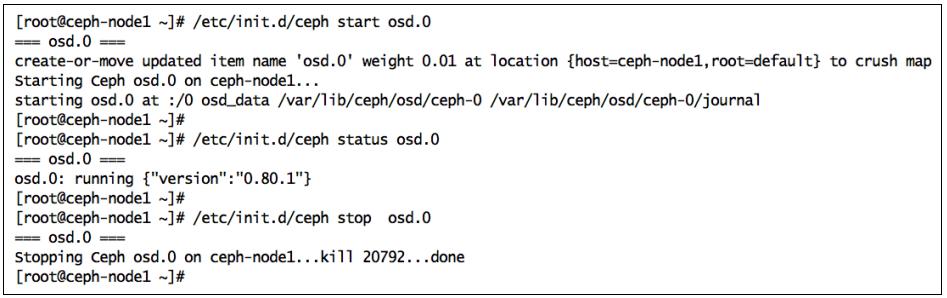 [root@ceph-node1 ~]# /etc/init.d/ceph start osd.0
=== osd.0 ===
create-or-move updated item name 'osd.0' weight 0.01 at location {host=ceph-node1,root=default} to crush map
Starting Ceph osd.0 on ceph-node1...
starting osd.0 at :/0 osd_data /var/lib/ceph/osd/ceph-0 /var/lib/ceph/osd/ceph-0/journal
[root@ceph-node1 ~]#
[root@ceph-node1 ~]# /etc/init.d/ceph status osd.0
=== osd.0 ===
osd.0: running {"version":"0.80.1"}
[root@ceph-node1 ~]#
[root@ceph-node1 ~]# /etc/init.d/ceph stop  osd.0
=== osd.0 ===
Stopping Ceph osd.0 on ceph-node1...kill 20792...done
[root@ceph-node1 ~]#